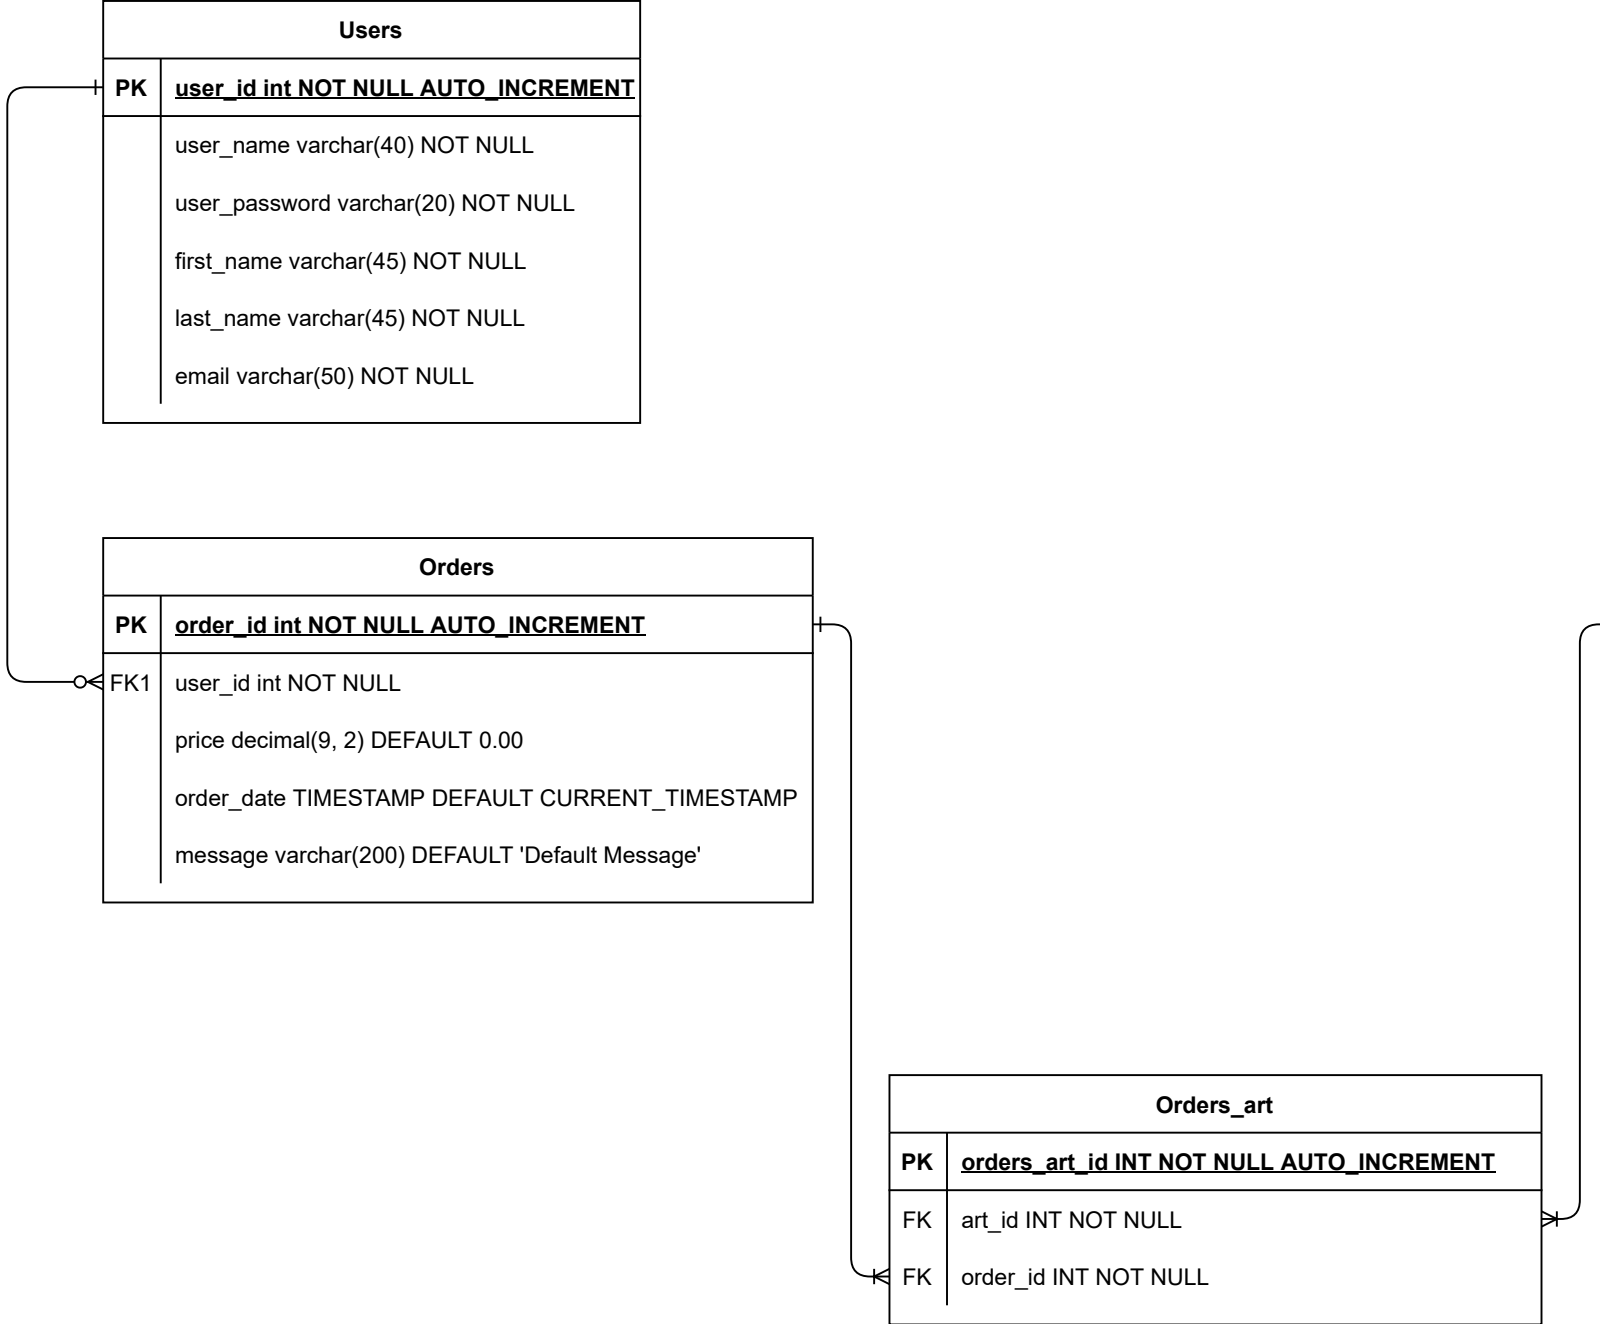 Users
PK user_id int NOT NULL AUTO_INCREMENT
user_name varchar(40) NOT NULL
user_password varchar(20) NOT NULL
first_name varchar(45) NOT NULL
last_name varchar(45) NOT NULL
email varchar(50) NOT NULL
Orders
PK order_id int NOT NULL AUTO_INCREMENT
FK1 user_id int NOT NULL
price decimal(9, 2) DEFAULT 0.00
order_date TIMESTAMP DEFAULT CURRENT_TIMESTAMP
message varchar(200) DEFAULT 'Default Message'
Orders_art
PK orders_art_id INT NOT NULL AUTO_INCREMENT
FK art_id INT NOT NULL
FK order_id INT NOT NULL